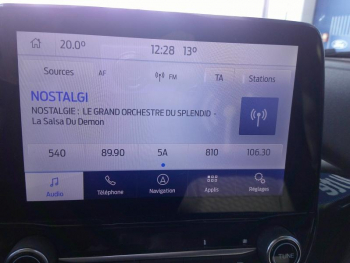 20.0° 12:28 13°
Sources AF FM TA Stations
NOSTALGI
NOSTALGIE : LE GRAND ORCHESTRE DU SPLENDID -
La Salsa Du Demon
540 89.90 5A 810 106.30
Audio Téléphone Navigation Applis Réglages